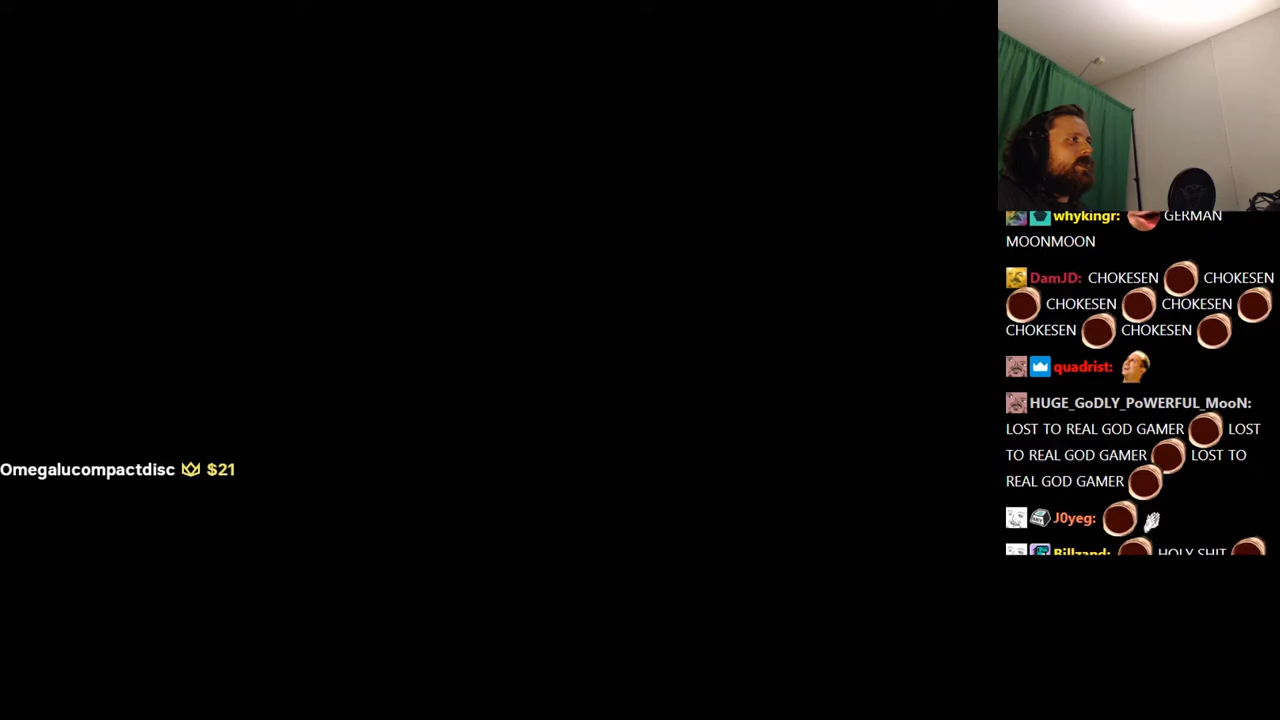 whykingr: GERMAN
MOONMOON
DamJD: CHOKESEN CHOKESEN
CHOKESEN CHOKESEN
CHOKESEN CHOKESEN
quadrist:
HUGE_GoDLY_PoWERFUL_MooN:
LOST TO REAL GOD GAMER LOST
TO REAL GOD GAMER LOST TO
REAL GOD GAMER
Omegalucompactdisc $21
J0yeg:
Billzand: HOLY SHIT